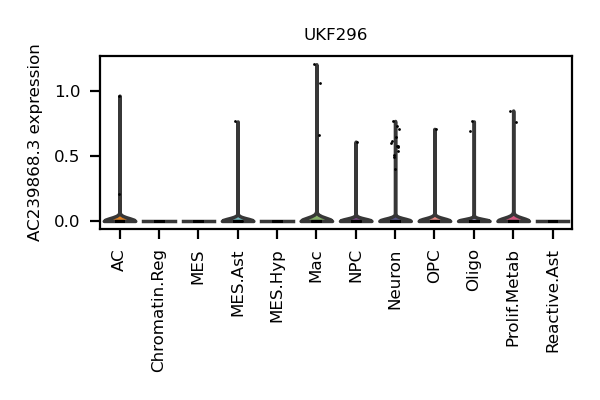 UKF296
AC239868.3 expression
1.0
0.5
0.0
AC
Chromatin.Reg
MES
MES.Ast
MES.Hyp
Mac
NPC
Neuron
OPC
Oligo
Prolif.Metab
Reactive.Ast